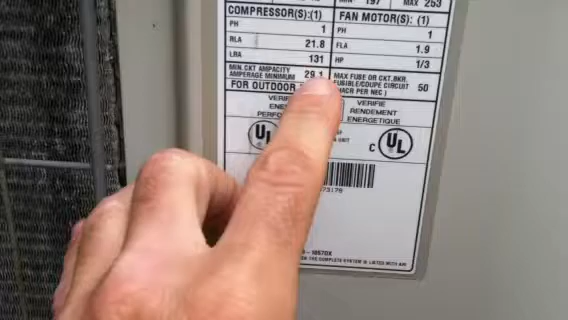 MIN 197 MAX 253
COMPRESSOR(S):(1) FAN MOTOR(S): (1)
PH 1 PH 1
RLA 21.8 FLA 1.9
LRA 131 HP 1/3
MIN. CKT AMPACITY 29.1 MAX FUSE OR CKT.BKR. 50
AMPERAGE MINIMUM FUSIBLE/COUPE CIRCUIT
(HACR PER NEC)
FOR OUTDOOR
VERIFIE
RENDEMENT
ENERGETIQUE
UL C UL